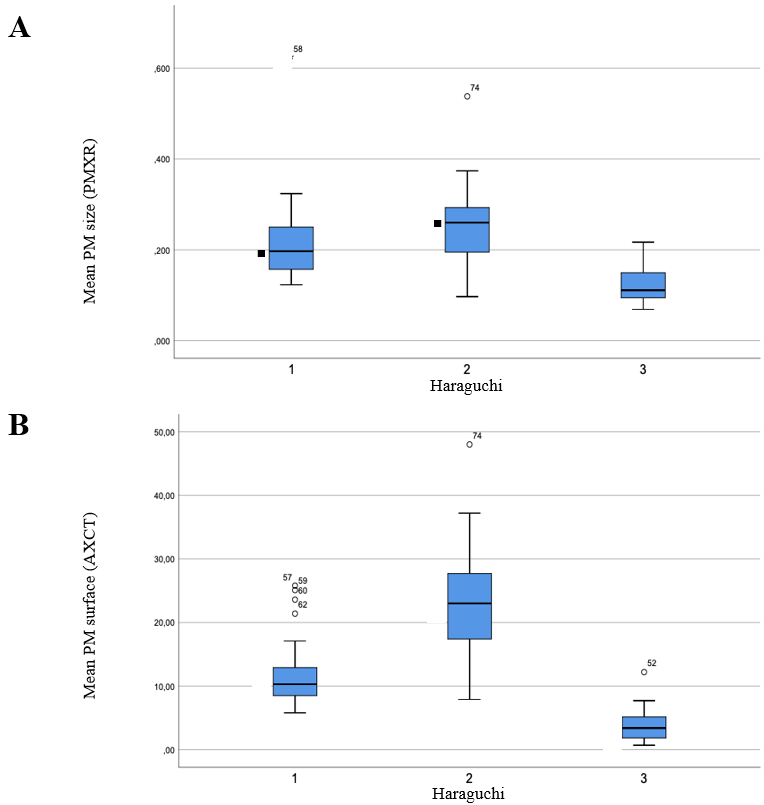 A
58
,600
74
,400
Mean PM size (PMXR)
,200
,000
1 2 3
Haraguchi
B
50,00
74
40,00
30,00
57 59
60
62
Mean PM surface (AXCT)
20,00
52
10,00
,00
1 2 3
Haraguchi